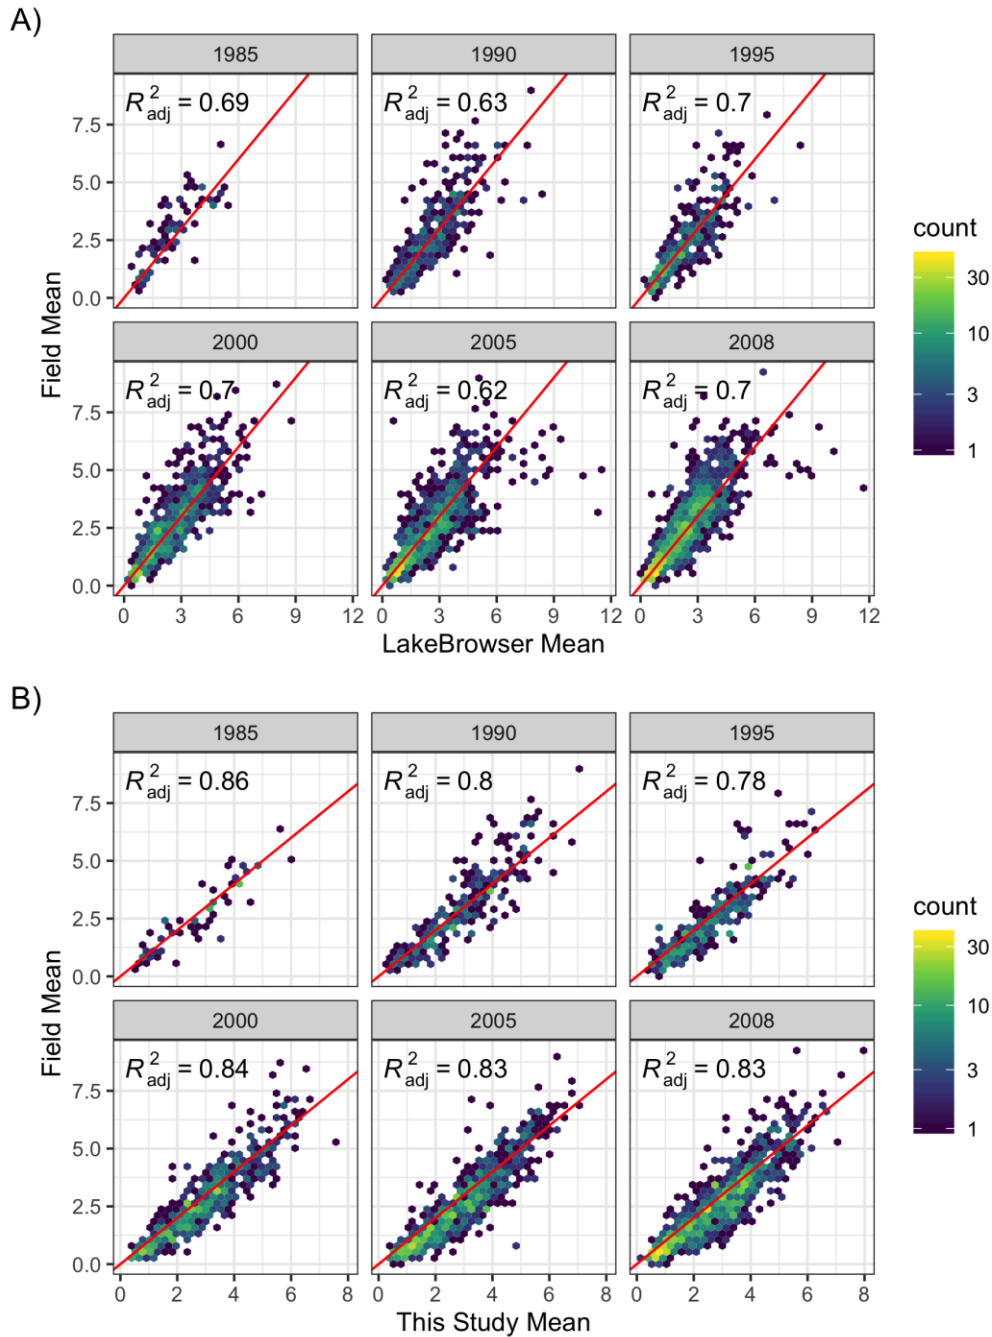 A)
1985 1990 1995
R²adj = 0.69 R²adj = 0.63 R²adj = 0.7
7.5
5.0
2.5
0.0
Field Mean
2000 2005 2008
R²adj = 0.7 R²adj = 0.62 R²adj = 0.7
7.5
5.0
2.5
0.0
0 3 6 9 12 0 3 6 9 12 0 3 6 9 12
LakeBrowser Mean
count
30
10
3
1
B)
1985 1990 1995
R²adj = 0.86 R²adj = 0.8 R²adj = 0.78
7.5
5.0
2.5
0.0
Field Mean
2000 2005 2008
R²adj = 0.84 R²adj = 0.83 R²adj = 0.83
7.5
5.0
2.5
0.0
0 2 4 6 8 0 2 4 6 8 0 2 4 6 8
This Study Mean
count
30
10
3
1